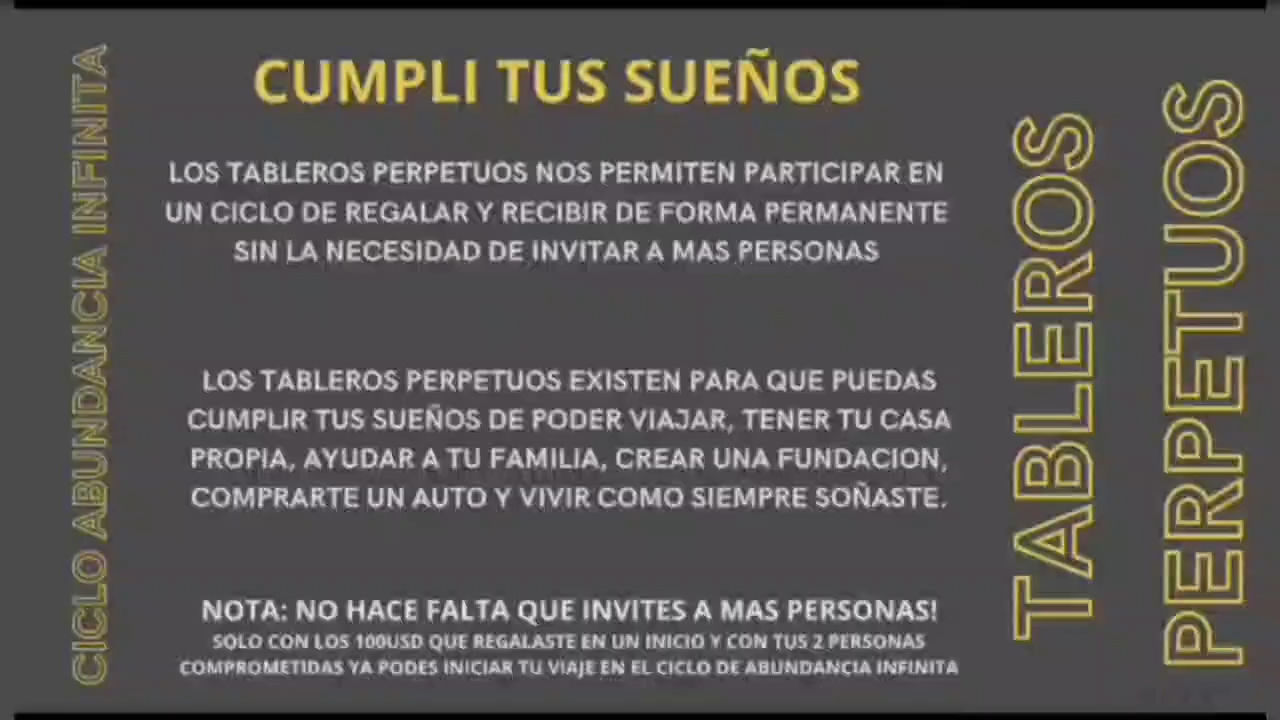 CICLO ABUNDANCIA INFINITA
CUMPLI TUS SUEÑOS
LOS TABLEROS PERPETUOS NOS PERMITEN PARTICIPAR EN
UN CICLO DE REGALAR Y RECIBIR DE FORMA PERMANENTE
SIN LA NECESIDAD DE INVITAR A MAS PERSONAS
LOS TABLEROS PERPETUOS EXISTEN PARA QUE PUEDAS
CUMPLIR TUS SUEÑOS DE PODER VIAJAR, TENER TU CASA
PROPIA, AYUDAR A TU FAMILIA, CREAR UNA FUNDACION,
COMPRARTE UN AUTO Y VIVIR COMO SIEMPRE SOÑASTE.
NOTA: NO HACE FALTA QUE INVITES A MAS PERSONAS!
SOLO CON LOS 100USD QUE REGALASTE EN UN INICIO Y CON TUS 2 PERSONAS
COMPROMETIDAS YA PODES INICIAR TU VIAJE EN EL CICLO DE ABUNDANCIA INFINITA
TABLEROS
PERPETUOS